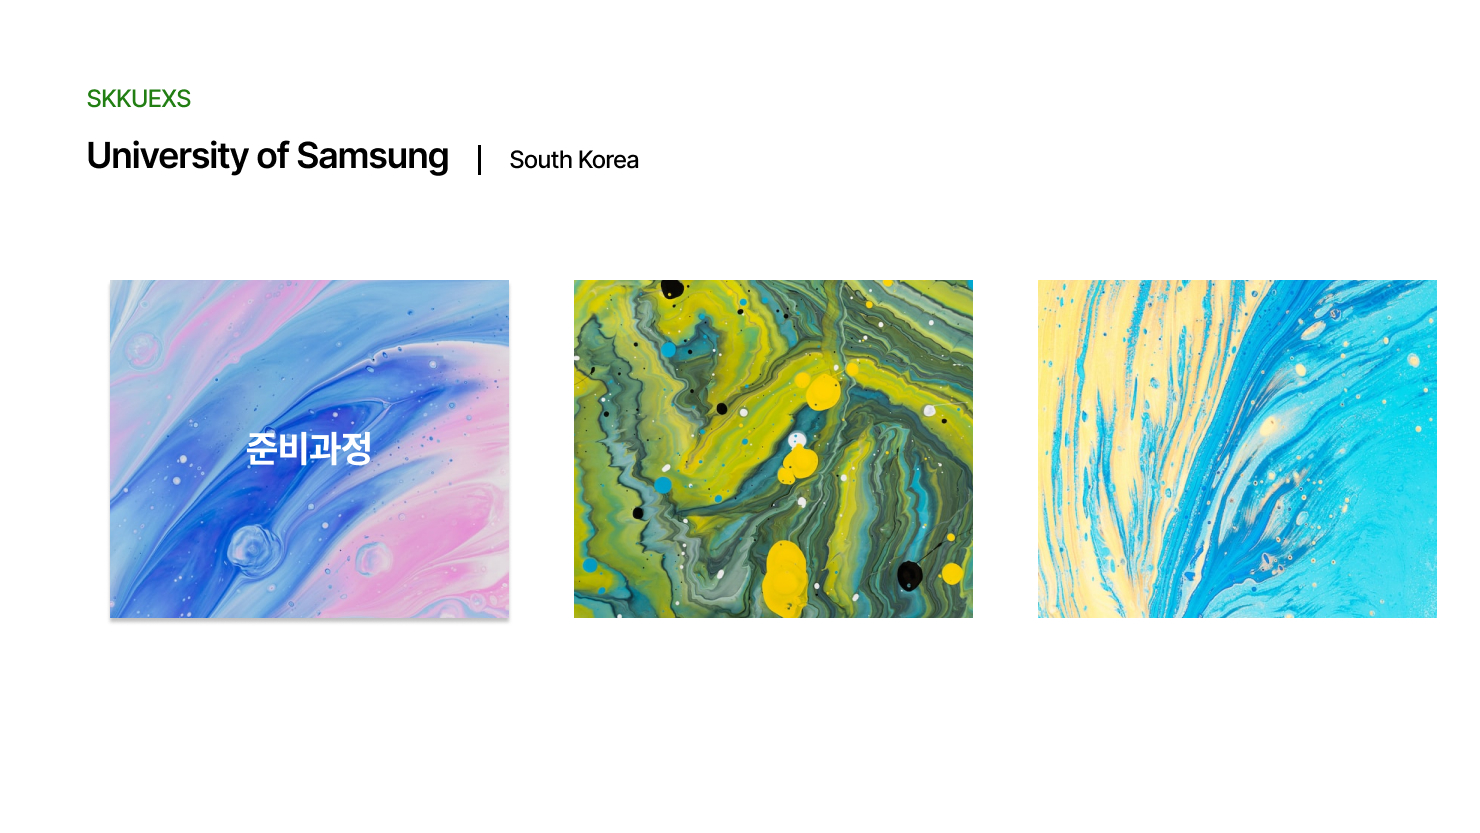 SKKUEXS
University of Samsung | South Korea
준비과정